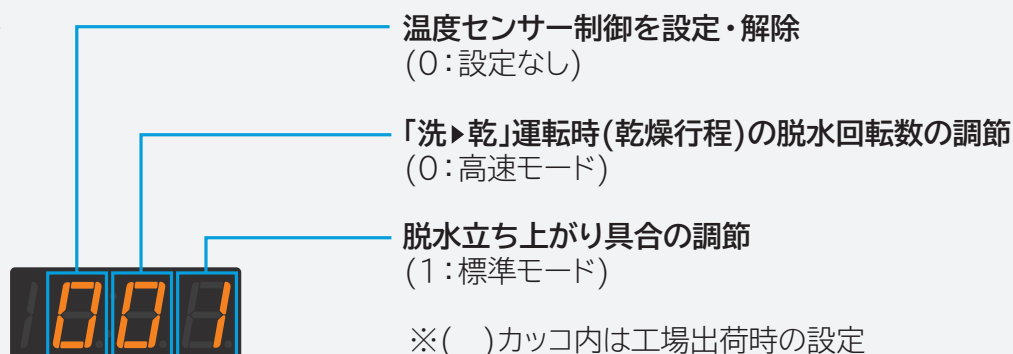 温度センサー制御を設定・解除
(0：設定なし)
「洗▶乾」運転時(乾燥行程)の脱水回転数の調節
(0：高速モード)
脱水立ち上がり具合の調節
(1：標準モード)
001
※(　)カッコ内は工場出荷時の設定